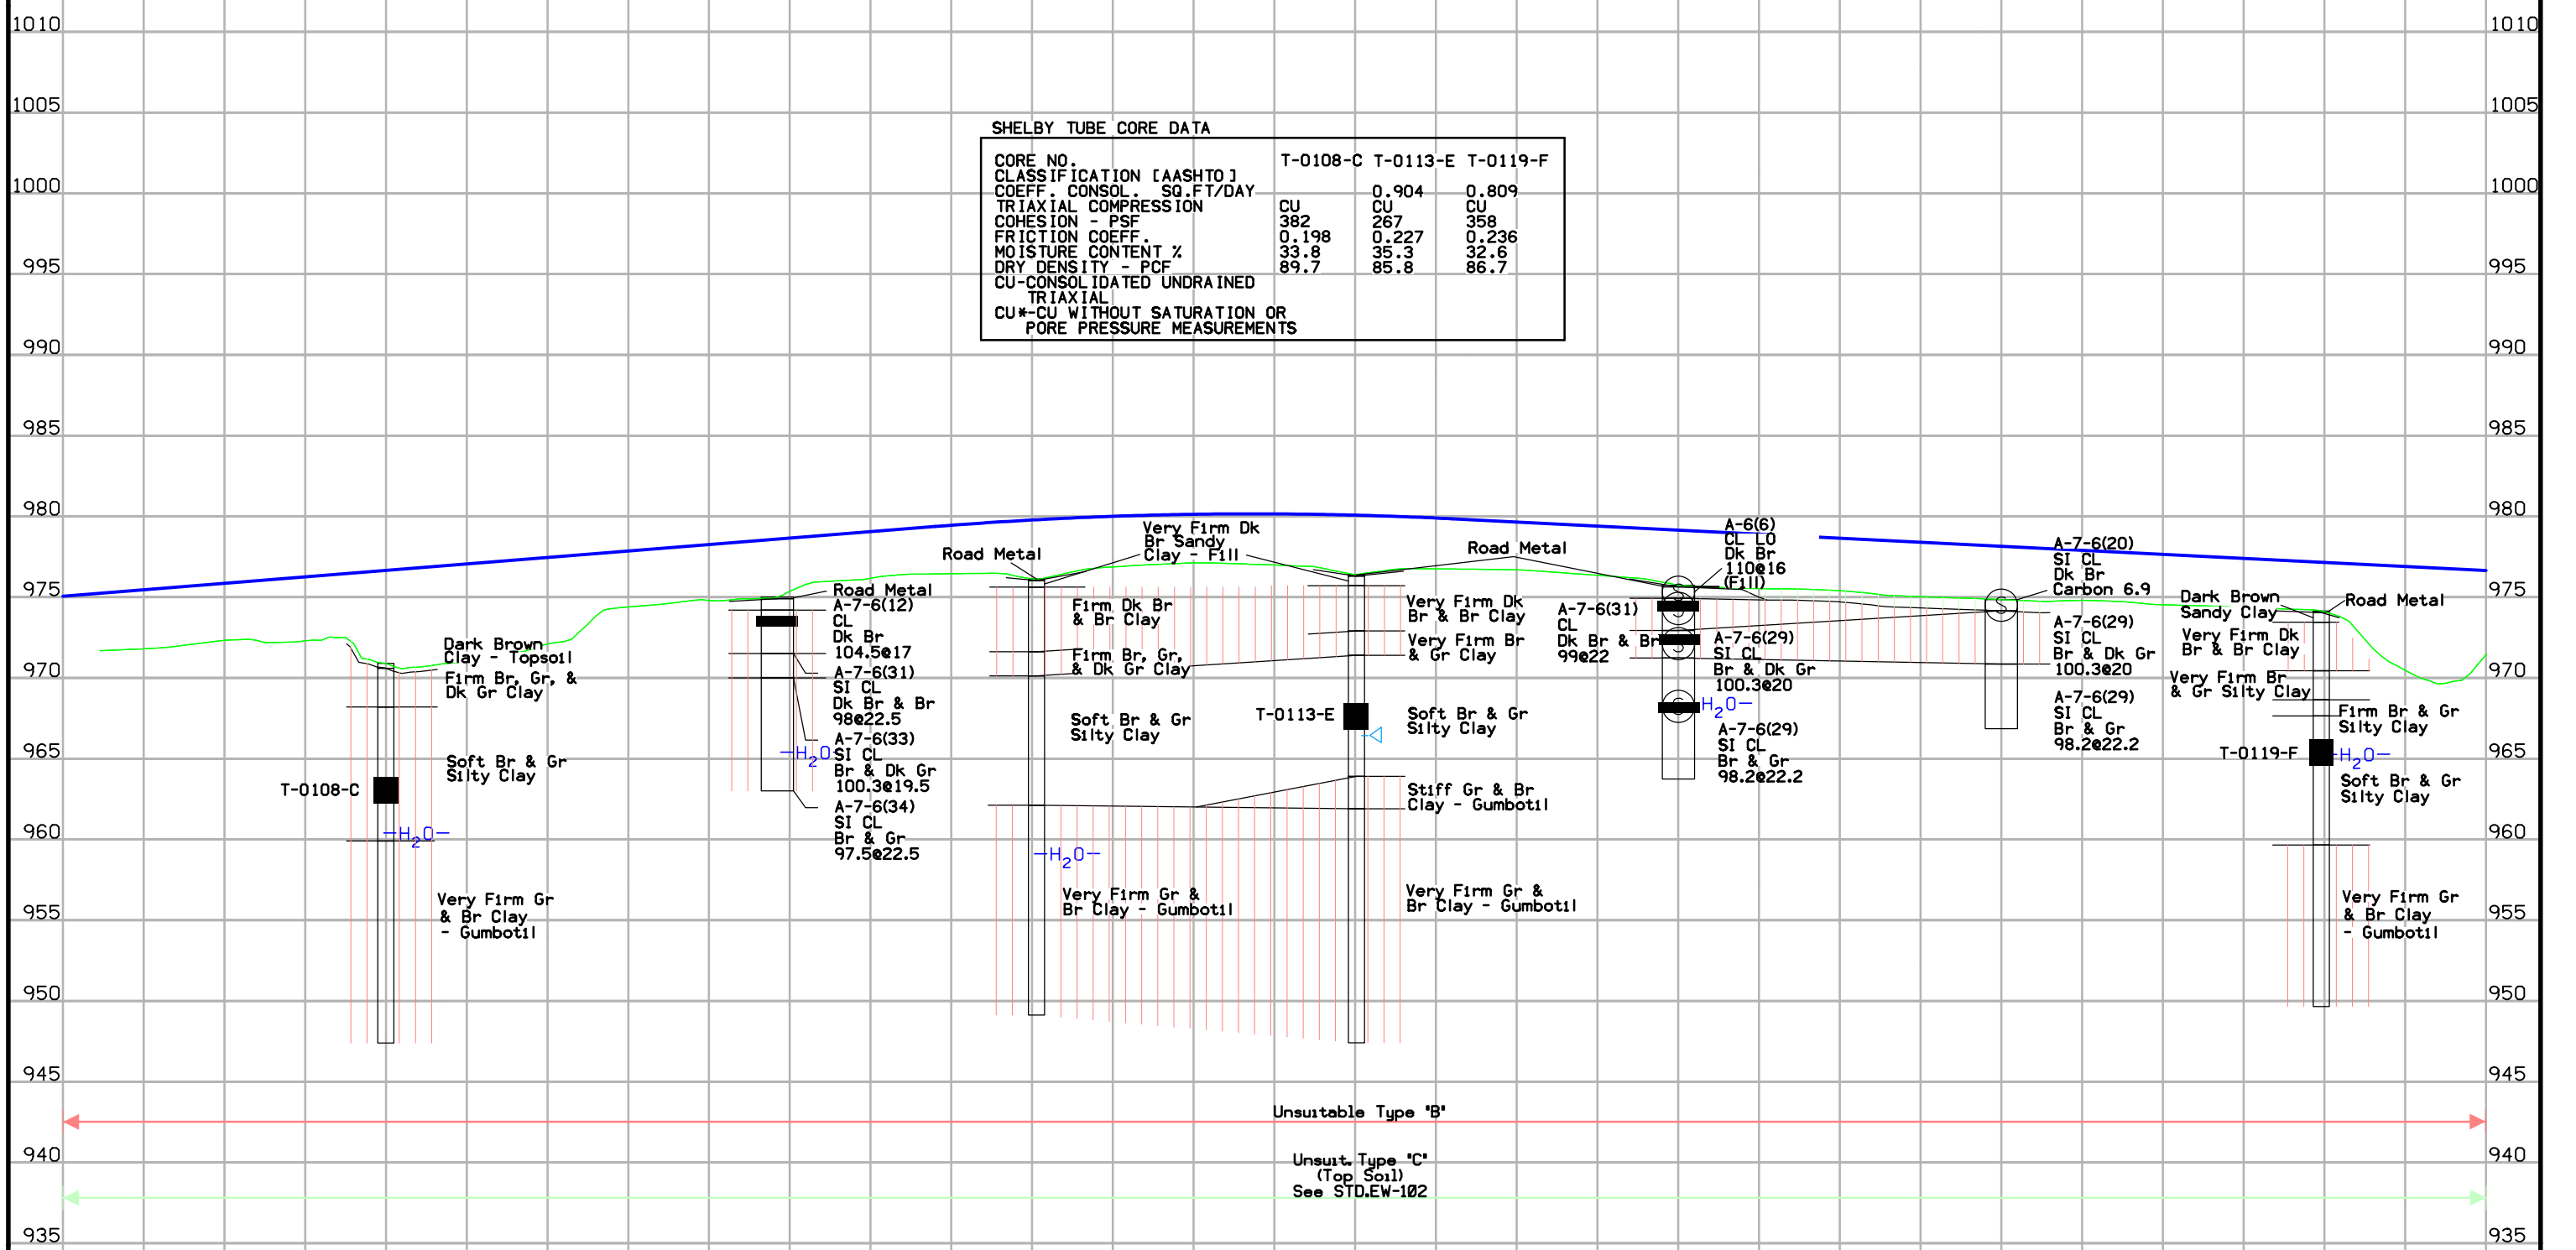 1010 1010
1005 1005
SHELBY TUBE CORE DATA
CORE NO. T-0108-C T-0113-E T-0119-F
CLASSIFICATION [AASHTO]
COEFF. CONSOL. SQ.FT/DAY 0.904 0.809
TRIAXIAL COMPRESSION CU CU CU
COHESION - PSF 382 267 358
FRICTION COEFF. 0.198 0.227 0.236
MOISTURE CONTENT % 33.8 35.3 32.6
DRY DENSITY - PCF 89.7 85.8 86.7
CU-CONSOLIDATED UNDRAINED
TRIAXIAL
CU*-CU WITHOUT SATURATION OR
PORE PRESSURE MEASUREMENTS
1000 1000
995 995
990 990
985 985
980 980
975 975
970 970
965 965
960 960
955 955
950 950
945 945
940 940
935 935
Dark Brown
Clay - Topsoil
Firm Br, Gr, &
Dk Gr Clay
Soft Br & Gr
Silty Clay
T-0108-C
-H2O-
Very Firm Gr
& Br Clay
- Gumbotil
Road Metal
A-7-6(12)
CL
Dk Br
104.5@17
A-7-6(31)
SI CL
Dk Br & Br
98@22.5
A-7-6(33)
SI CL
Br & Dk Gr
100.3@19.5
A-7-6(34)
SI CL
Br & Gr
97.5@22.5
-H2O-
Road Metal
Very Firm Dk
Br Sandy
Clay - Fill
Firm Dk Br
& Br Clay
Firm Br, Gr,
& Dk Gr Clay
Soft Br & Gr
Silty Clay
-H2O-
Very Firm Gr &
Br Clay - Gumbotil
Road Metal
Very Firm Dk
Br & Br Clay
Very Firm Br
& Gr Clay
T-0113-E
Soft Br & Gr
Silty Clay
Stiff Gr & Br
Clay - Gumbotil
Very Firm Gr &
Br Clay - Gumbotil
A-6(6)
CL LO
Dk Br
110@16
(Fill)
A-7-6(31)
CL
Dk Br & Br
99@22
S
S
S
S
A-7-6(29)
SI CL
Br & Dk Gr
100.3@20
-H2O-
A-7-6(29)
SI CL
Br & Gr
98.2@22.2
S
A-7-6(20)
SI CL
Dk Br
Carbon 6.9
A-7-6(29)
SI CL
Br & Dk Gr
100.3@20
A-7-6(29)
SI CL
Br & Gr
98.2@22.2
Dark Brown
Sandy Clay
Road Metal
Very Firm Dk
Br & Br Clay
Very Firm Br
& Gr Silty Clay
Firm Br & Gr
Silty Clay
T-0119-F
-H2O-
Soft Br & Gr
Silty Clay
Very Firm Gr
& Br Clay
- Gumbotil
Unsuitable Type "B"
Unsuit. Type "C"
(Top Soil)
See STD.EW-102